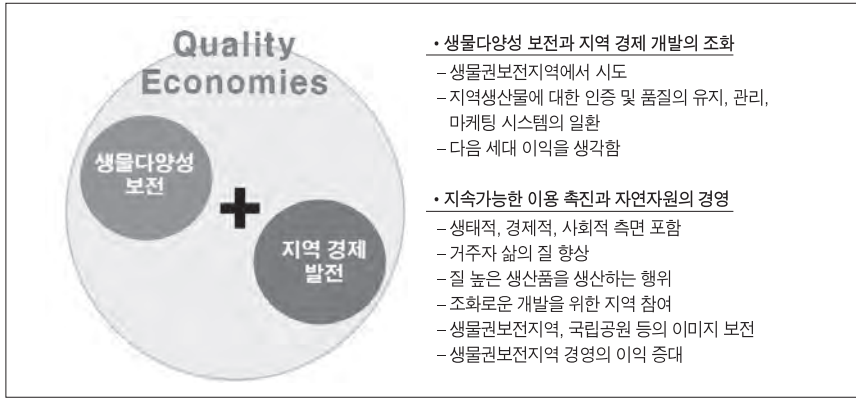 Quality
Economies
생물다양성
보전
+
지역 경제
발전
• 생물다양성 보전과 지역 경제 개발의 조화
– 생물권보전지역에서 시도
– 지역생산물에 대한 인증 및 품질의 유지, 관리,
마케팅 시스템의 일환
– 다음 세대 이익을 생각함
• 지속가능한 이용 촉진과 자연자원의 경영
– 생태적, 경제적, 사회적 측면 포함
– 거주자 삶의 질 향상
– 질 높은 생산품을 생산하는 행위
– 조화로운 개발을 위한 지역 참여
– 생물권보전지역, 국립공원 등의 이미지 보전
– 생물권보전지역 경영의 이익 증대